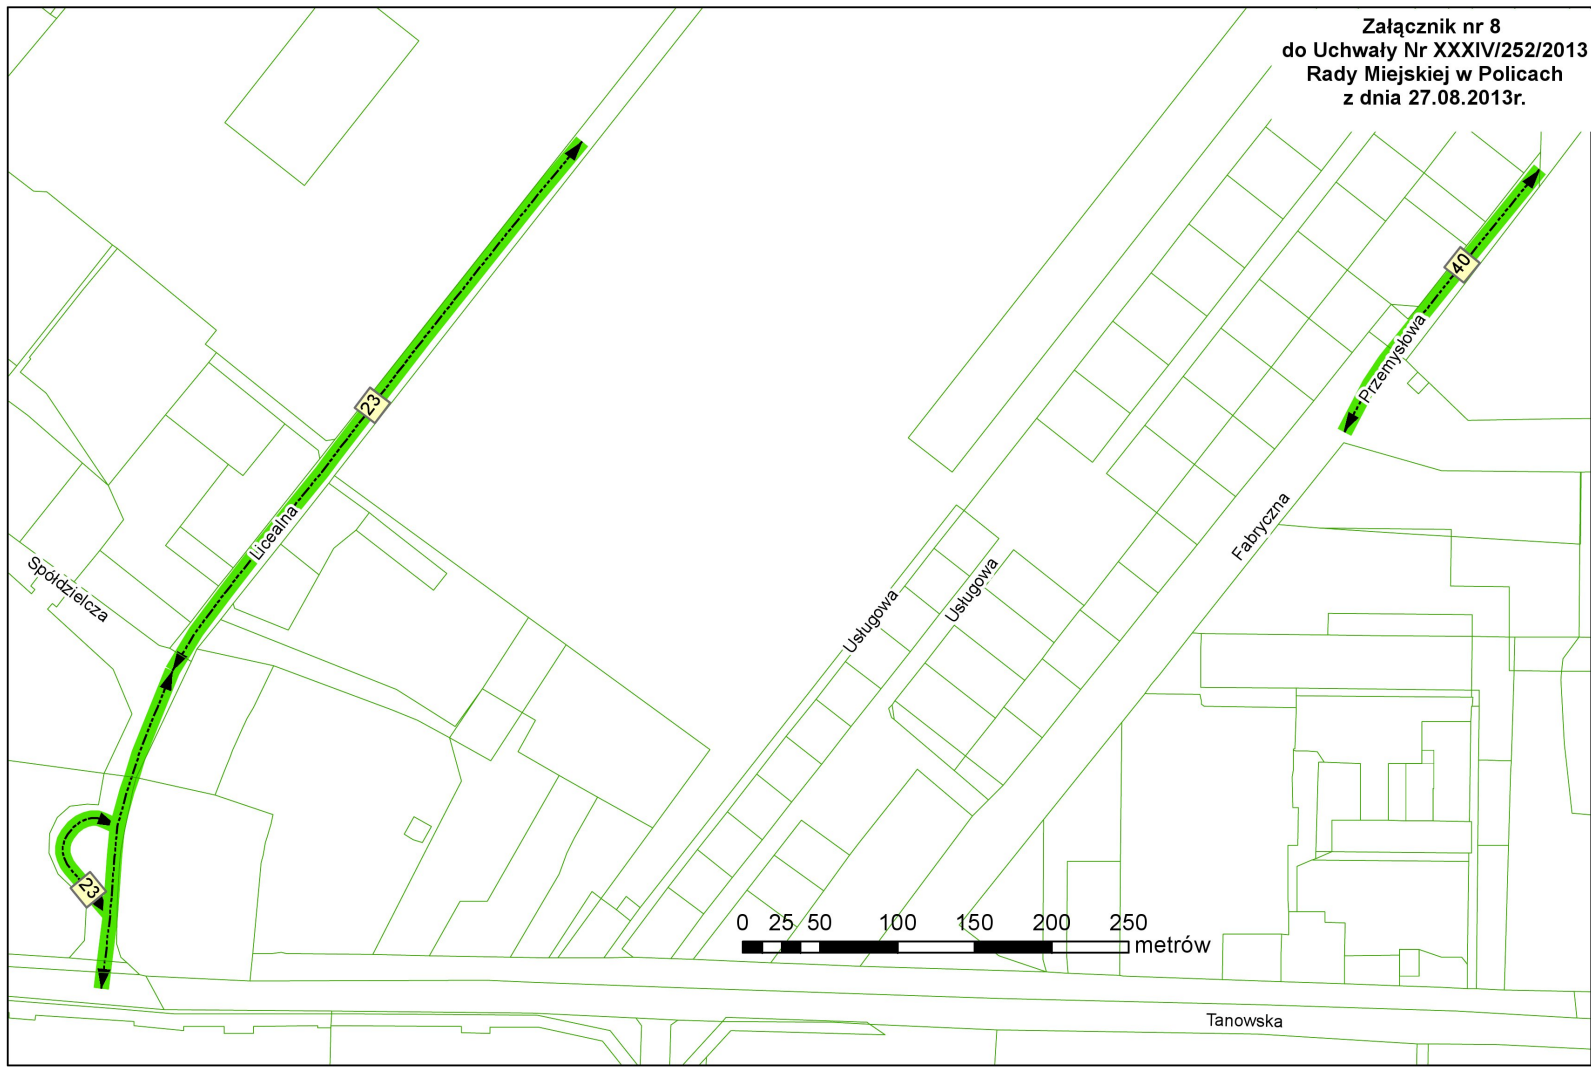 Załącznik nr 8
do Uchwały Nr XXXIV/252/2013
Rady Miejskiej w Policach
z dnia 27.08.2013r.
40
Przemysłowa
23
Licealna
Fabryczna
Spółdzielcza
Usługowa
Usługowa
23
0 25 50 100 150 200 250
metrów
Tanowska